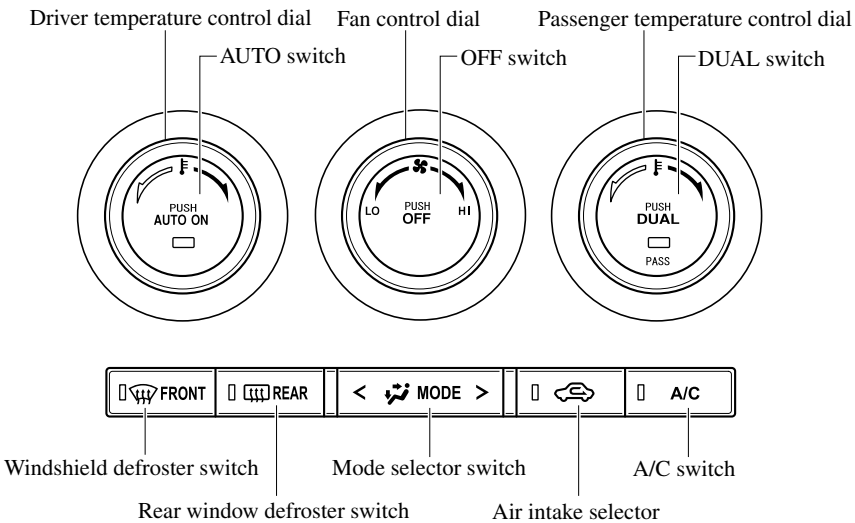 Driver temperature control dial Fan control dial Passenger temperature control dial
AUTO switch OFF switch DUAL switch
PUSH
AUTO ON
LO PUSH HI
OFF
PUSH
DUAL
PASS
FRONT REAR < MODE > A/C
Windshield defroster switch Mode selector switch A/C switch
Rear window defroster switch Air intake selector